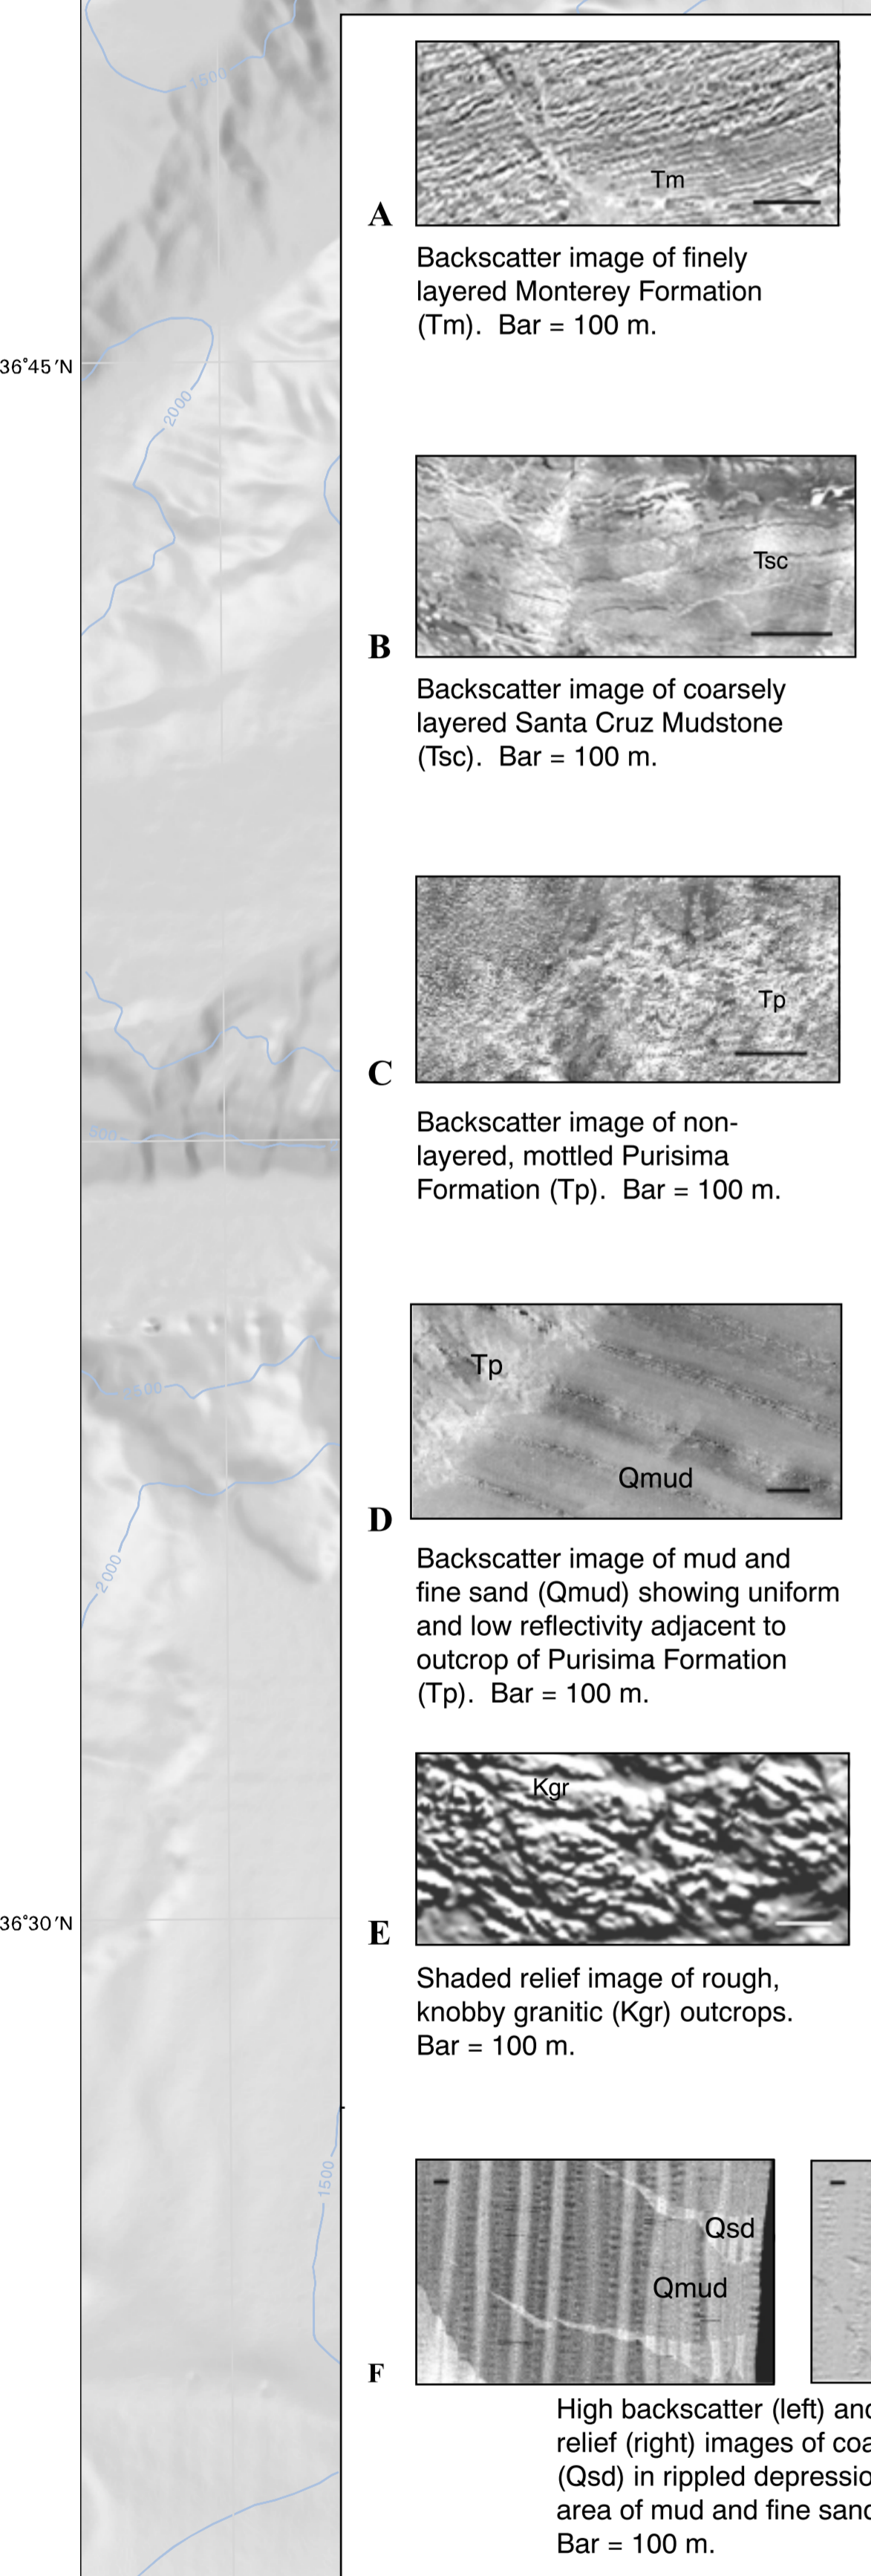 1500
Tm
A
Backscatter image of finely
layered Monterey Formation
(Tm).  Bar = 100 m.
36°45′N
2000
Tsc
B
Backscatter image of coarsely
layered Santa Cruz Mudstone
(Tsc).  Bar = 100 m.
Tp
C
Backscatter image of non-
layered, mottled Purisima
Formation (Tp).  Bar = 100 m.
500
Tp
Qmud
D
Backscatter image of mud and
fine sand (Qmud) showing uniform
and low reflectivity adjacent to
outcrop of Purisima Formation
(Tp).  Bar = 100 m.
2000
Kgr
E
Shaded relief image of rough,
knobby granitic (Kgr) outcrops.
Bar = 100 m.
36°30′N
1500
Qsd
Qmud
F
High backscatter (left) and
relief (right) images of coa
(Qsd) in rippled depressio
area of mud and fine sand
Bar = 100 m.